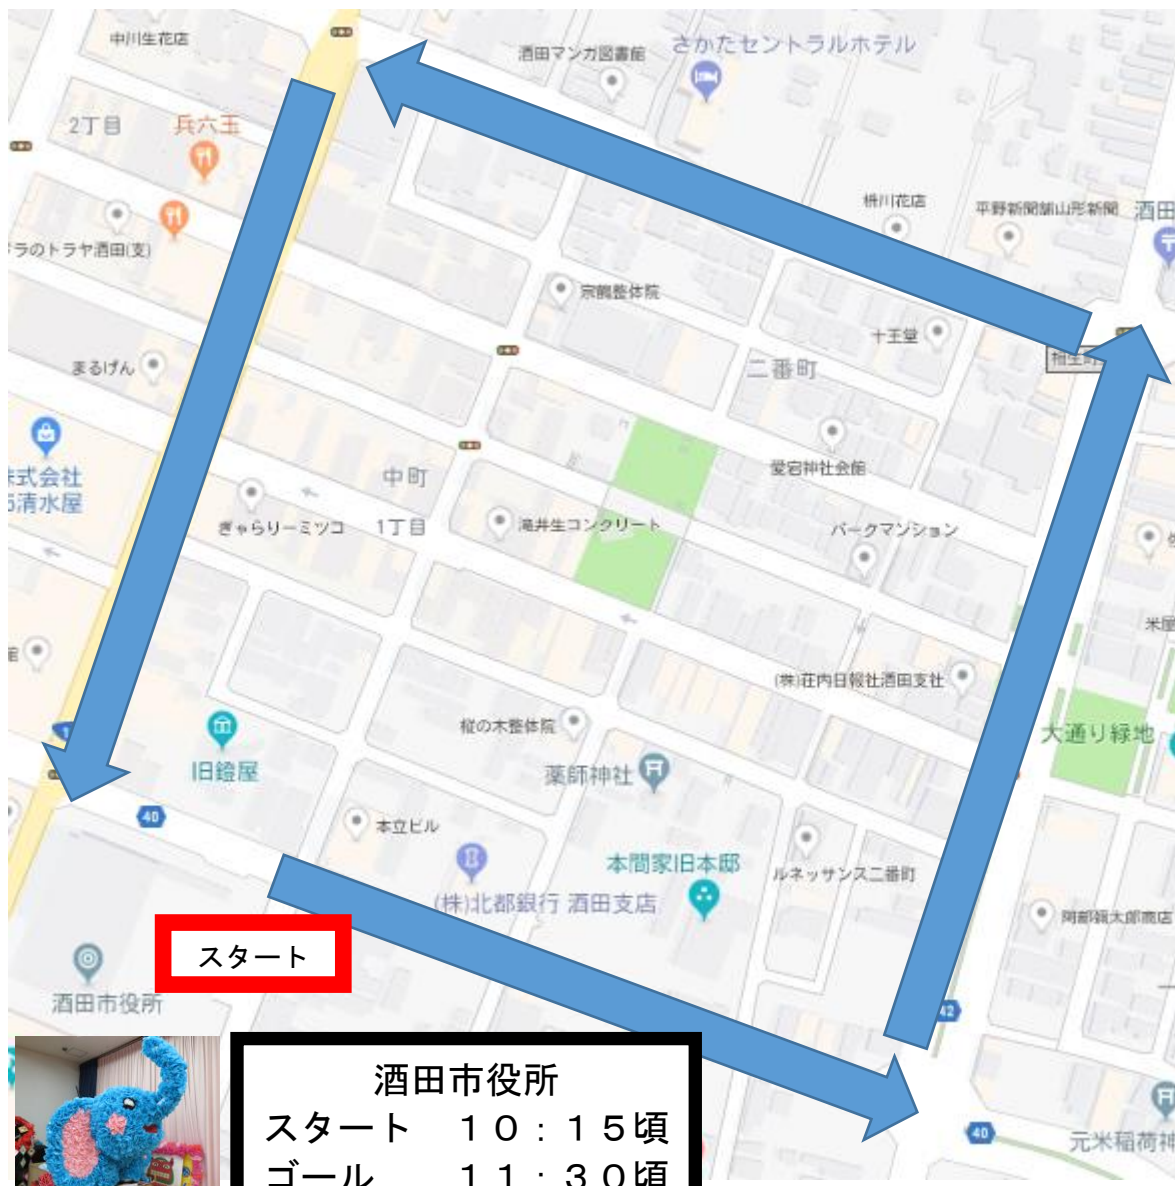 中川生花店
酒田マンガ図書館
さかたセントラルホテル
2丁目
兵六玉
栁川花店
平野新聞舗山形新聞
酒田
ラのトラヤ酒田(支)
宗鶴整体院
十王堂
相生町
まるげん
二番町
式会社
清水屋
中町
1丁目
愛宕神社会館
ぎゃらりーミツコ
滝井生コンクリート
パークマンション
米屋
(株)荘内日報社酒田支社
樅の木整体院
大通り緑地
旧鐙屋
薬師神社
40
本立ビル
本間家旧本邸
ルネッサンス二番町
(株)北都銀行 酒田支店
スタート
酒田市役所
42
40
元米稲荷神
酒田市役所
スタート 10:15頃
ゴール 11:30頃